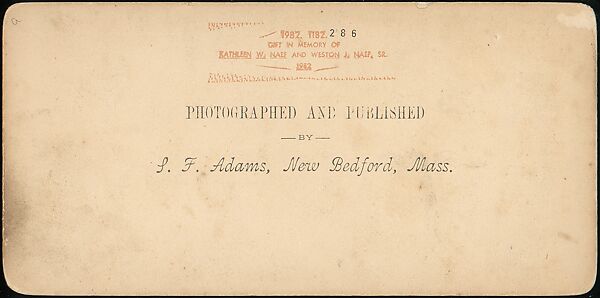 1982. 1182. 286
GIFT IN MEMORY OF
KATHLEEN W. NAEF AND WESTON J. NAEF, SR.
1982
PHOTOGRAPHED AND PUBLISHED
— BY —
S. F. Adams, New Bedford, Mass.